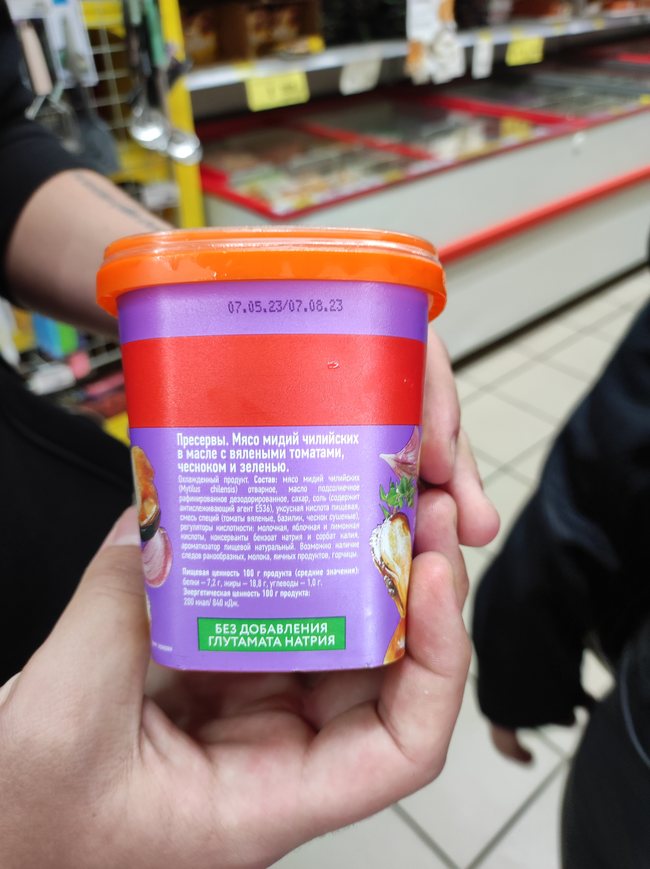 07.05.23/07.08.23
Пресервы. Мясо мидий чилийских
в масле с вялеными томатами,
чесноком и зеленью.
Охлажденный продукт. Состав: мясо мидий чилийских
(Mytilus chilensis) отварное, масло подсолнечное
рафинированное дезодорированное, сахар, соль (содержит
антислеживающий агент Е536), уксусная кислота пищевая,
смесь специй (томаты вяленые, базилик, чеснок сушеные),
регуляторы кислотности: молочная, яблочная и лимонная
кислоты, консерванты бензоат натрия и сорбат калия,
ароматизатор пищевой натуральный. Возможно наличие
следов ракообразных, молока, яичных продуктов, горчицы.
Пищевая ценность 100 г продукта (средние значения):
белки – 7,2 г, жиры – 18,8 г, углеводы – 1,0 г.
Энергетическая ценность 100 г продукта:
200 ккал/ 840 кДж.
БЕЗ ДОБАВЛЕНИЯ
ГЛУТАМАТА НАТРИЯ